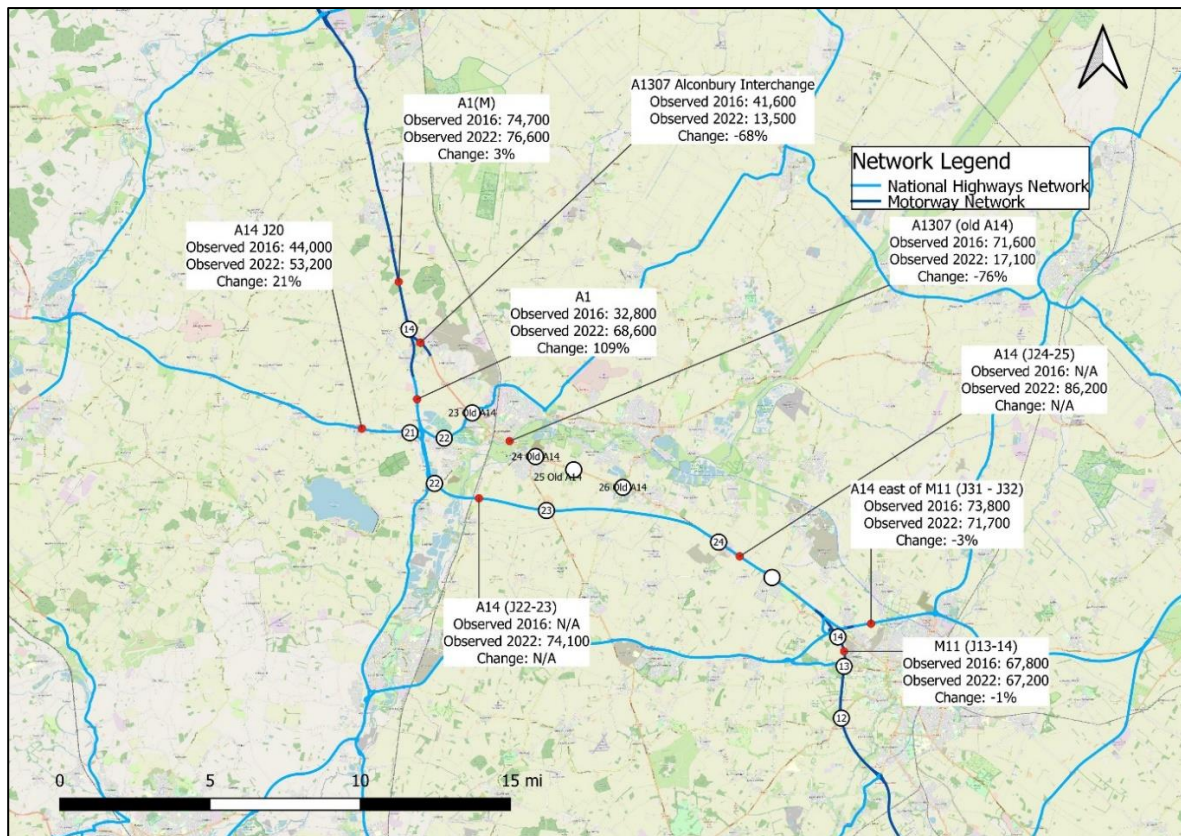 A1(M)
Observed 2016: 74,700
Observed 2022: 76,600
Change: 3%
A1307 Alconbury Interchange
Observed 2016: 41,600
Observed 2022: 13,500
Change: -68%
Network Legend
National Highways Network
Motorway Network
A14 J20
Observed 2016: 44,000
Observed 2022: 53,200
Change: 21%
A1307 (old A14)
Observed 2016: 71,600
Observed 2022: 17,100
Change: -76%
A1
Observed 2016: 32,800
Observed 2022: 68,600
Change: 109%
14
A14 (J24-25)
Observed 2016: N/A
Observed 2022: 86,200
Change: N/A
23 Old A14
21
22
24 Old A14
25 Old A14
26 Old A14
22
23
24
A14 east of M11 (J31 - J32)
Observed 2016: 73,800
Observed 2022: 71,700
Change: -3%
A14 (J22-23)
Observed 2016: N/A
Observed 2022: 74,100
Change: N/A
14
13
12
M11 (J13-14)
Observed 2016: 67,800
Observed 2022: 67,200
Change: -1%
0 5 10 15 mi